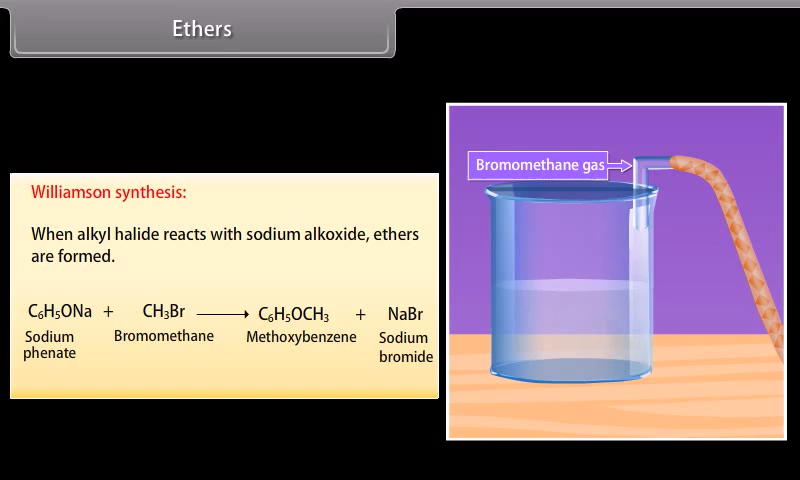 Ethers
Williamson synthesis:
When alkyl halide reacts with sodium alkoxide, ethers
are formed.
C₆H₅ONa + CH₃Br ⟶ C₆H₅OCH₃ + NaBr
Sodium phenate Bromomethane Methoxybenzene Sodium bromide
Bromomethane gas